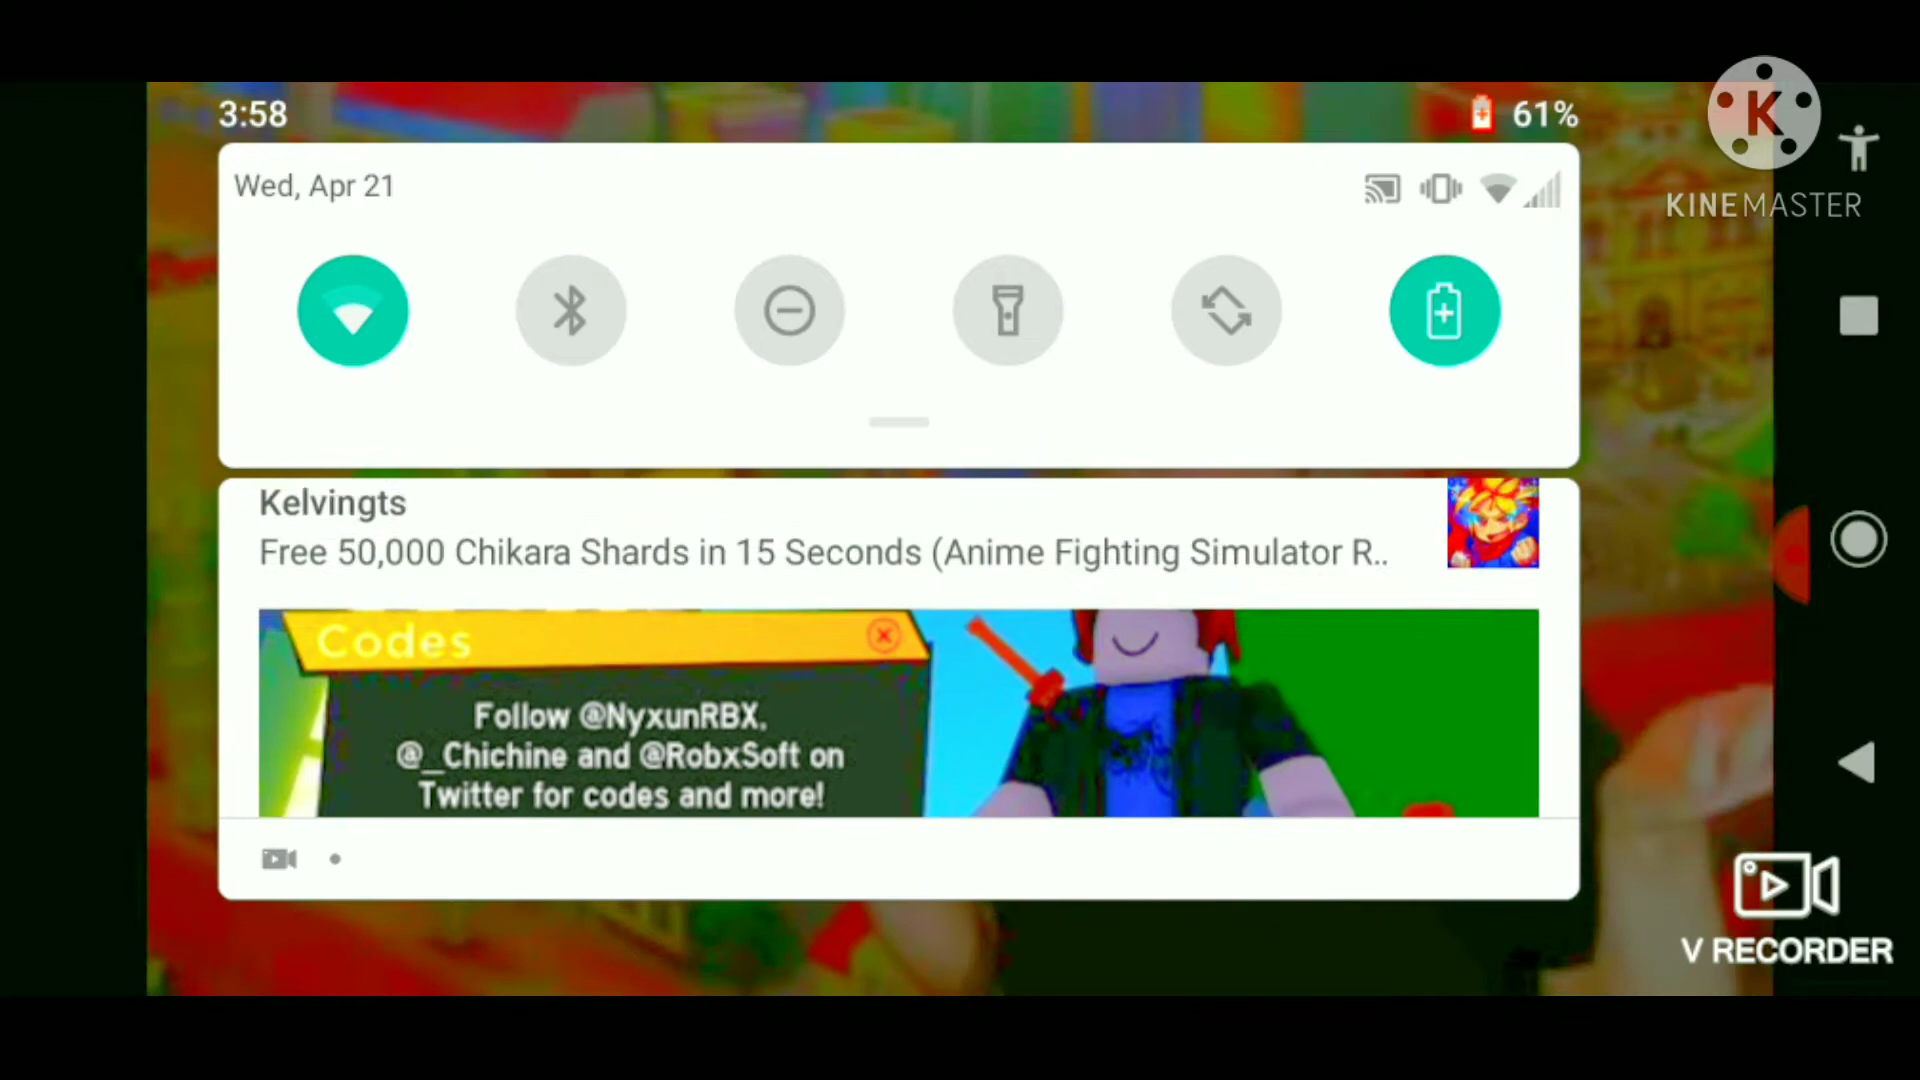 3:58
61%
K
KINEMASTER
Wed, Apr 21
Kelvingts
Free 50,000 Chikara Shards in 15 Seconds (Anime Fighting Simulator R..
Codes
Follow @NyxunRBX,
@_Chichine and @RobxSoft on
Twitter for codes and more!
V RECORDER